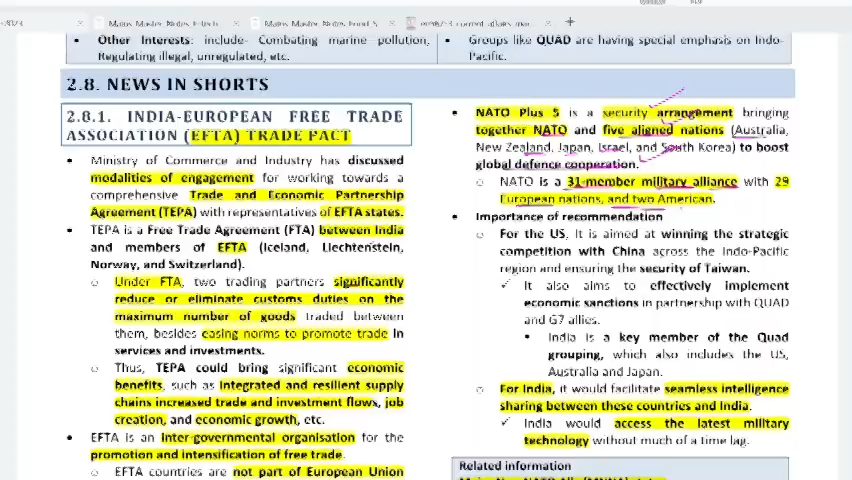 Other Interests: include- Combating marine pollution,
Regulating illegal, unregulated, etc.
Groups like QUAD are having special emphasis on Indo-
Pacific.
2.8. NEWS IN SHORTS
2.8.1. INDIA-EUROPEAN FREE TRADE
ASSOCIATION (EFTA) TRADE PACT
• Ministry of Commerce and Industry has discussed
modalities of engagement for working towards a
comprehensive Trade and Economic Partnership
Agreement (TEPA) with representatives of EFTA states.
• TEPA is a Free Trade Agreement (FTA) between India
and members of EFTA (Iceland, Liechtenstein,
Norway, and Switzerland).
o Under FTA, two trading partners significantly
reduce or eliminate customs duties on the
maximum number of goods traded between
them, besides easing norms to promote trade in
services and investments.
o Thus, TEPA could bring significant economic
benefits, such as integrated and resilient supply
chains increased trade and investment flows, job
creation, and economic growth, etc.
• EFTA is an inter-governmental organisation for the
promotion and intensification of free trade.
o EFTA countries are not part of European Union
• NATO Plus 5 is a security arrangement bringing
together NATO and five aligned nations (Australia,
New Zealand, Japan, Israel, and South Korea) to boost
global defence cooperation.
o NATO is a 31-member military alliance with 29
European nations, and two American.
• Importance of recommendation
o For the US, It is aimed at winning the strategic
competition with China across the Indo-Pacific
region and ensuring the security of Taiwan.
✓ It also aims to effectively implement
economic sanctions in partnership with QUAD
and G7 allies.
▪ India is a key member of the Quad
grouping, which also includes the US,
Australia and Japan.
o For India, it would facilitate seamless intelligence
sharing between these countries and India.
✓ India would access the latest military
technology without much of a time lag.
Related information